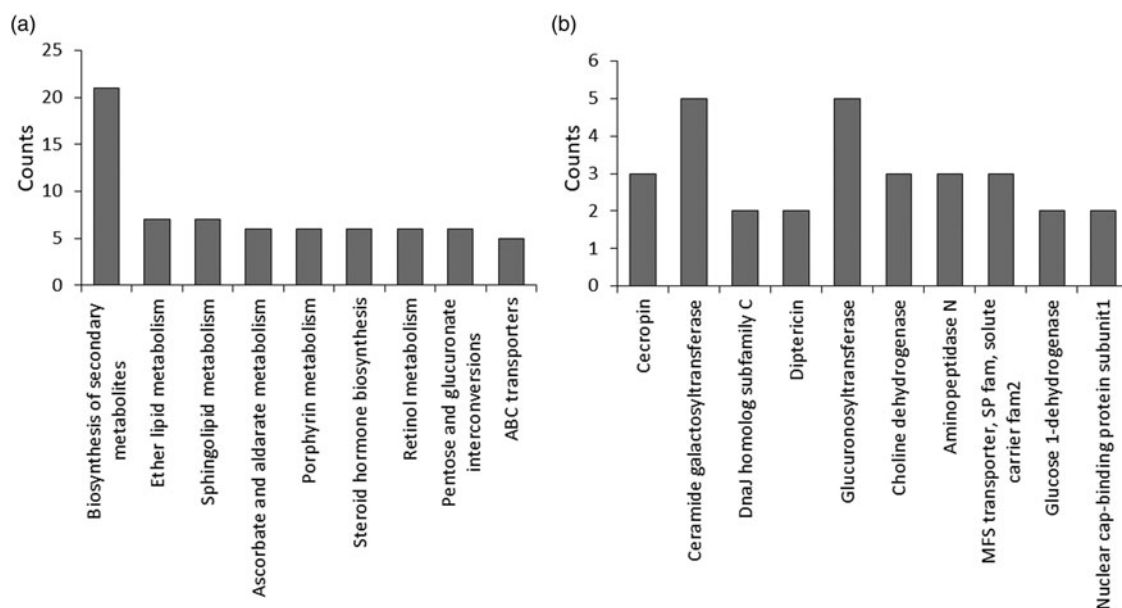 (a)
25
20
15
10
5
0
Counts
Biosynthesis of secondary
metabolites
Ether lipid metabolism
Sphingolipid metabolism
Ascorbate and aldarate metabolism
Porphyrin metabolism
Steroid hormone biosynthesis
Retinol metabolism
Pentose and glucuronate
interconversions
ABC transporters
(b)
6
5
4
3
2
1
0
Counts
Cecropin
Ceramide galactosyltransferase
DnaJ homolog subfamily C
Diptericin
Glucuronosyltransferase
Choline dehydrogenase
Aminopeptidase N
MFS transporter, SP fam, solute
carrier fam2
Glucose 1-dehydrogenase
Nuclear cap-binding protein subunit1